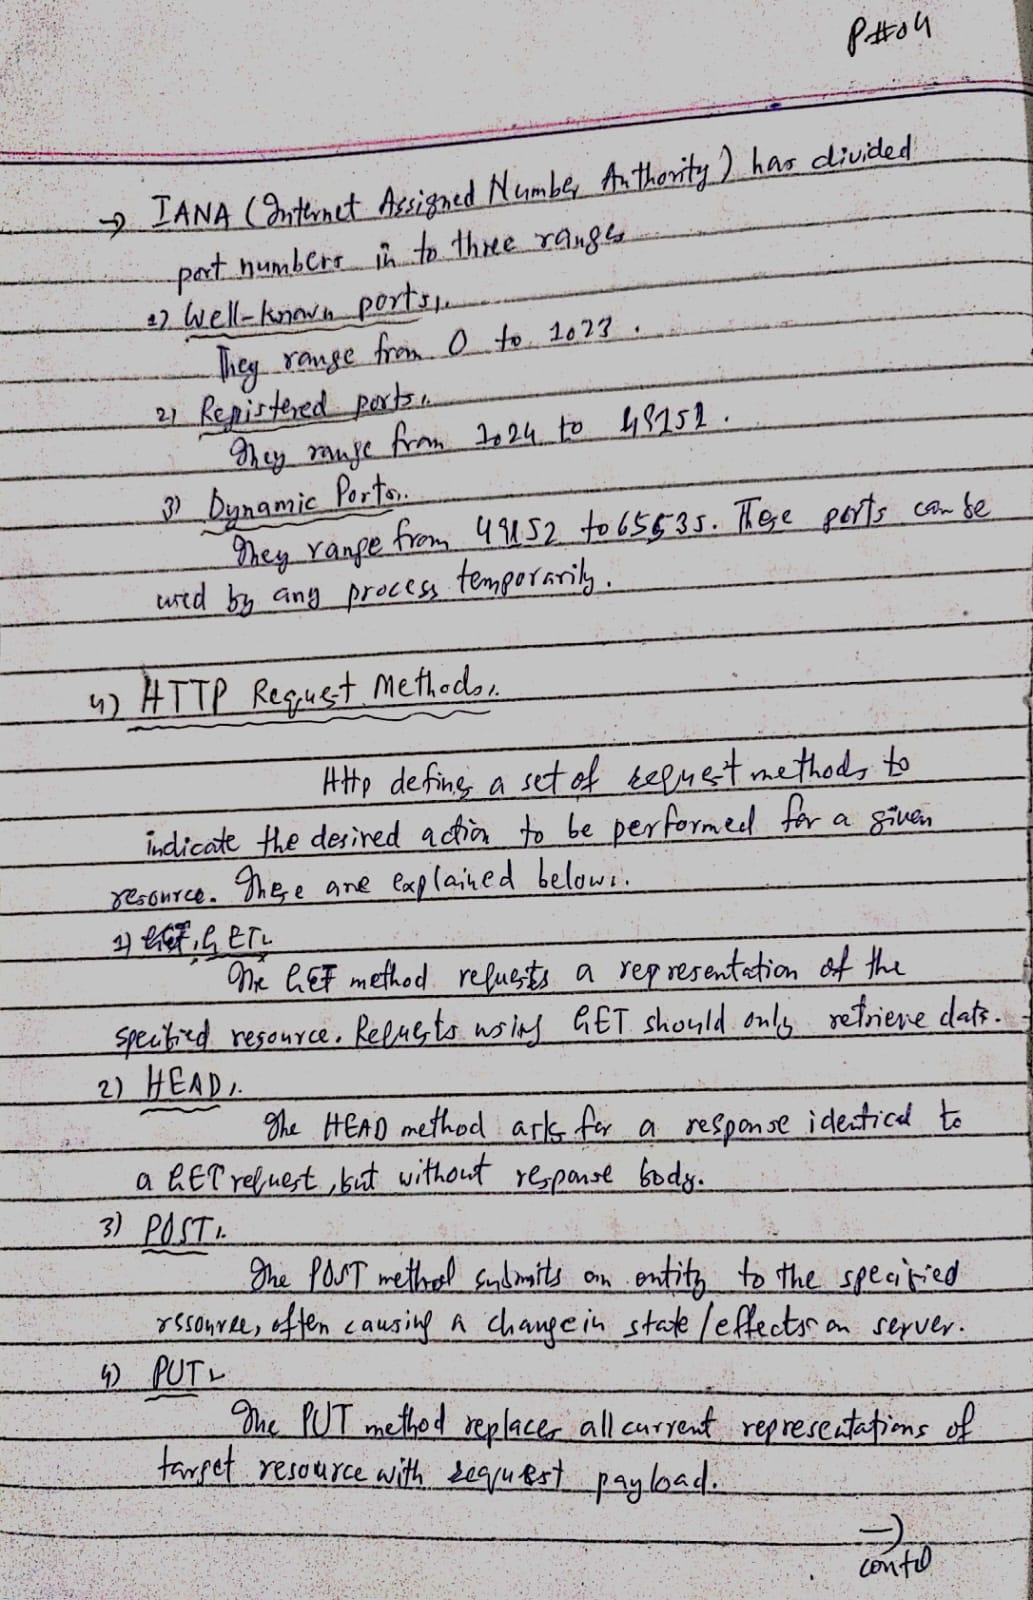 P#04
→ IANA (Internet Assigned Number Authority) has divided
port numbers in to three ranges
1) Well-known ports:.
They range from 0 to 1023.
2) Registered ports:.
They range from 1024 to 49151.
3) Dynamic Ports:.
They range from 49152 to 65535. These ports can be
used by any process temporarily.
4) HTTP Request Methods:.
Http defines a set of request methods to
indicate the desired action to be performed for a given
resource. These are explained below:.
1) GET:
The GET method requests a representation of the
specified resource. Requests using GET should only retrieve data.
2) HEAD:.
The HEAD method asks for a response identical to
a GET request, but without response body.
3) POST:.
The POST method submits an entity to the specified
resource, often causing a change in state/effects on server.
4) PUT:
The PUT method replaces all current representations of
target resource with request payload.
⇒
contd